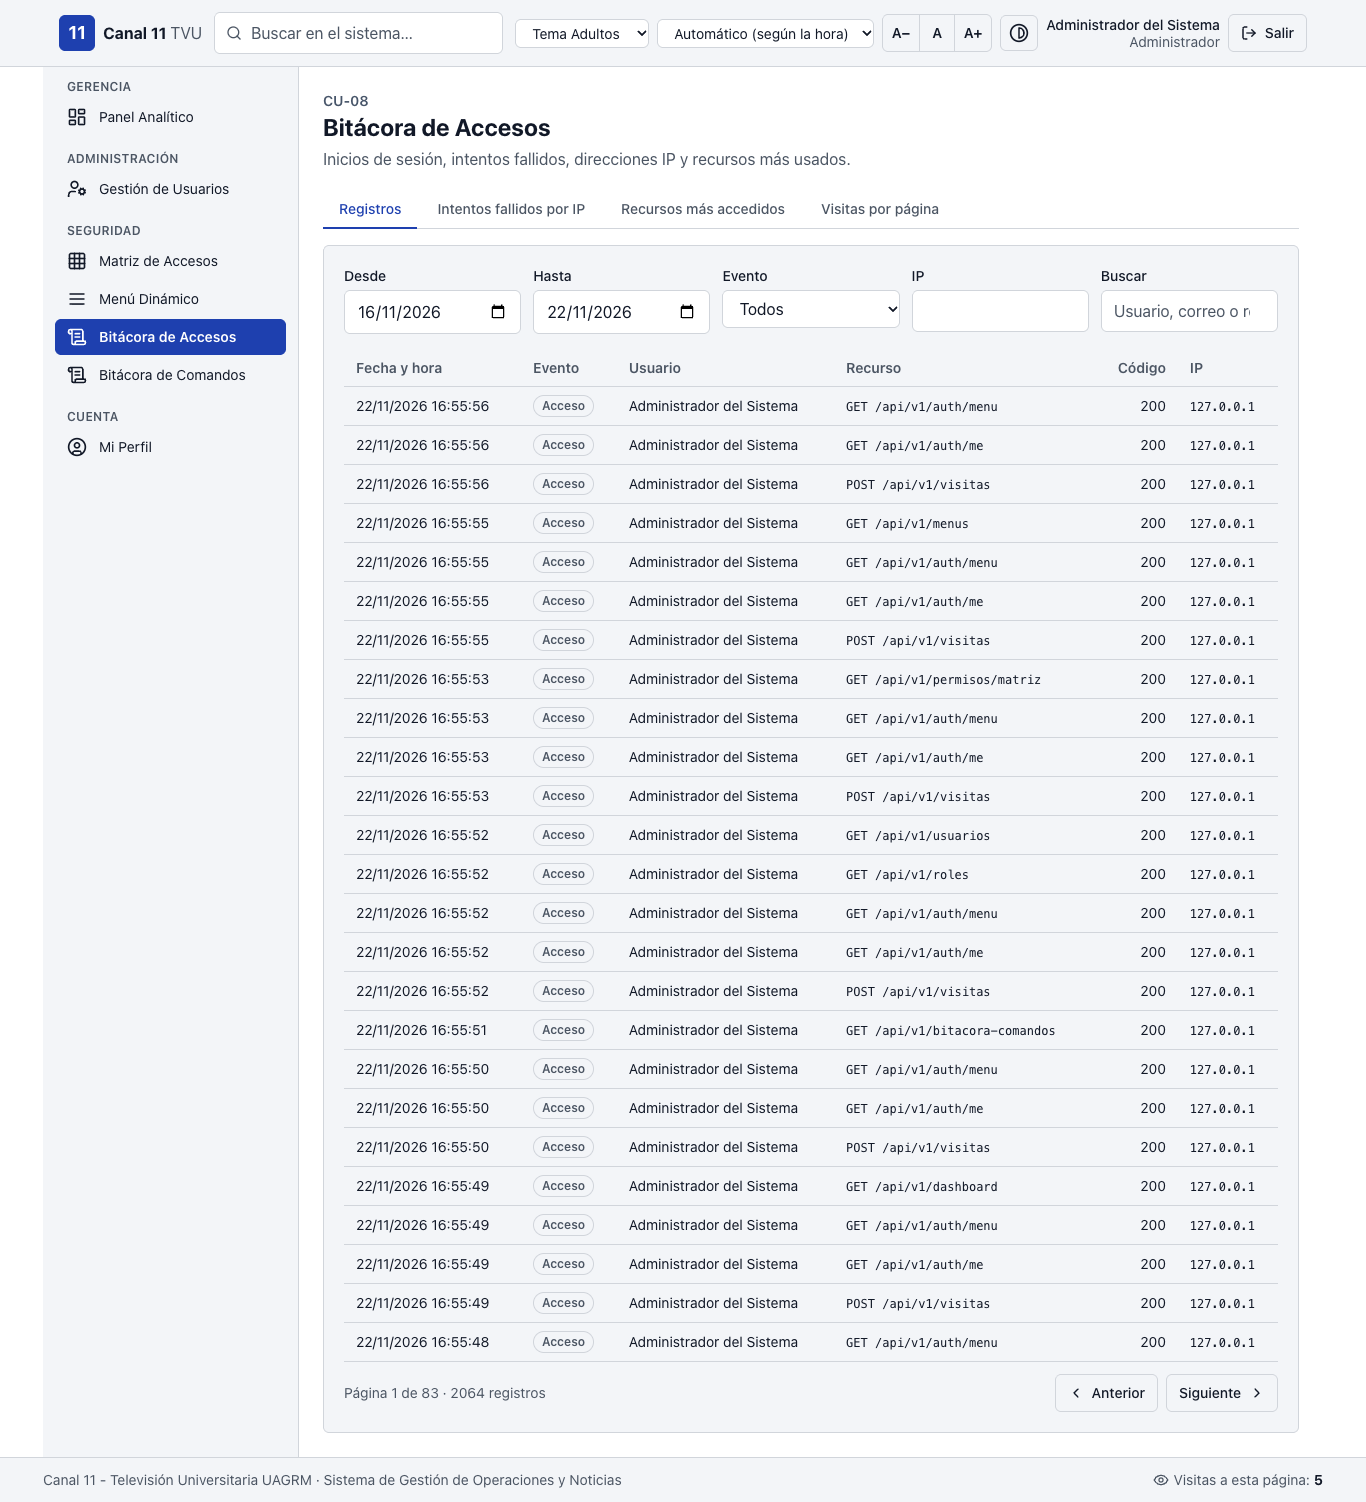 11 Canal 11 TVU
Buscar en el sistema...
Tema Adultos
Automático (según la hora)
A− A A+
Administrador del Sistema
Administrador
Salir
GERENCIA
Panel Analítico
ADMINISTRACIÓN
Gestión de Usuarios
SEGURIDAD
Matriz de Accesos
Menú Dinámico
Bitácora de Accesos
Bitácora de Comandos
CUENTA
Mi Perfil
CU-08
Bitácora de Accesos
Inicios de sesión, intentos fallidos, direcciones IP y recursos más usados.
Registros Intentos fallidos por IP Recursos más accedidos Visitas por página
Desde Hasta Evento IP Buscar
16/11/2026 22/11/2026 Todos Usuario, correo o r
Fecha y hora Evento Usuario Recurso Código IP
22/11/2026 16:55:56 Acceso Administrador del Sistema GET /api/v1/auth/menu 200 127.0.0.1
22/11/2026 16:55:56 Acceso Administrador del Sistema GET /api/v1/auth/me 200 127.0.0.1
22/11/2026 16:55:56 Acceso Administrador del Sistema POST /api/v1/visitas 200 127.0.0.1
22/11/2026 16:55:55 Acceso Administrador del Sistema GET /api/v1/menus 200 127.0.0.1
22/11/2026 16:55:55 Acceso Administrador del Sistema GET /api/v1/auth/menu 200 127.0.0.1
22/11/2026 16:55:55 Acceso Administrador del Sistema GET /api/v1/auth/me 200 127.0.0.1
22/11/2026 16:55:55 Acceso Administrador del Sistema POST /api/v1/visitas 200 127.0.0.1
22/11/2026 16:55:53 Acceso Administrador del Sistema GET /api/v1/permisos/matriz 200 127.0.0.1
22/11/2026 16:55:53 Acceso Administrador del Sistema GET /api/v1/auth/menu 200 127.0.0.1
22/11/2026 16:55:53 Acceso Administrador del Sistema GET /api/v1/auth/me 200 127.0.0.1
22/11/2026 16:55:53 Acceso Administrador del Sistema POST /api/v1/visitas 200 127.0.0.1
22/11/2026 16:55:52 Acceso Administrador del Sistema GET /api/v1/usuarios 200 127.0.0.1
22/11/2026 16:55:52 Acceso Administrador del Sistema GET /api/v1/roles 200 127.0.0.1
22/11/2026 16:55:52 Acceso Administrador del Sistema GET /api/v1/auth/menu 200 127.0.0.1
22/11/2026 16:55:52 Acceso Administrador del Sistema GET /api/v1/auth/me 200 127.0.0.1
22/11/2026 16:55:52 Acceso Administrador del Sistema POST /api/v1/visitas 200 127.0.0.1
22/11/2026 16:55:51 Acceso Administrador del Sistema GET /api/v1/bitacora-comandos 200 127.0.0.1
22/11/2026 16:55:50 Acceso Administrador del Sistema GET /api/v1/auth/menu 200 127.0.0.1
22/11/2026 16:55:50 Acceso Administrador del Sistema GET /api/v1/auth/me 200 127.0.0.1
22/11/2026 16:55:50 Acceso Administrador del Sistema POST /api/v1/visitas 200 127.0.0.1
22/11/2026 16:55:49 Acceso Administrador del Sistema GET /api/v1/dashboard 200 127.0.0.1
22/11/2026 16:55:49 Acceso Administrador del Sistema GET /api/v1/auth/menu 200 127.0.0.1
22/11/2026 16:55:49 Acceso Administrador del Sistema GET /api/v1/auth/me 200 127.0.0.1
22/11/2026 16:55:49 Acceso Administrador del Sistema POST /api/v1/visitas 200 127.0.0.1
22/11/2026 16:55:48 Acceso Administrador del Sistema GET /api/v1/auth/menu 200 127.0.0.1
Página 1 de 83 · 2064 registros
Anterior Siguiente
Canal 11 - Televisión Universitaria UAGRM · Sistema de Gestión de Operaciones y Noticias
Visitas a esta página: 5